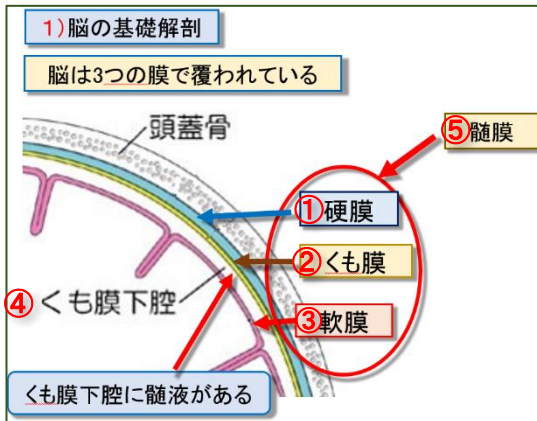 1)脳の基礎解剖
脳は3つの膜で覆われている
頭蓋骨
⑤髄膜
①硬膜
②くも膜
④くも膜下腔
③軟膜
くも膜下腔に髄液がある